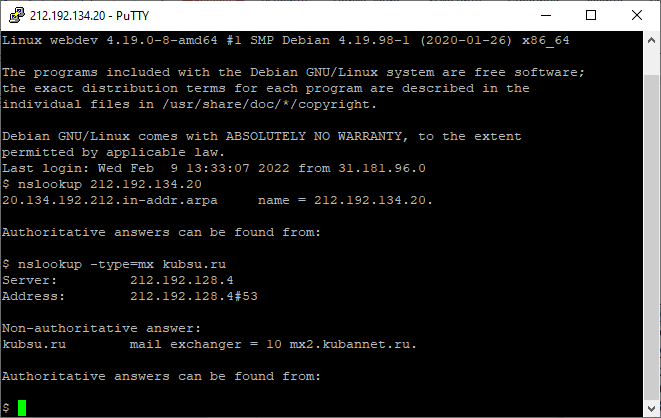 212.192.134.20 - PuTTY
Linux webdev 4.19.0-8-amd64 #1 SMP Debian 4.19.98-1 (2020-01-26) x86_64
The programs included with the Debian GNU/Linux system are free software;
the exact distribution terms for each program are described in the
individual files in /usr/share/doc/*/copyright.
Debian GNU/Linux comes with ABSOLUTELY NO WARRANTY, to the extent
permitted by applicable law.
Last login: Wed Feb  9 13:33:07 2022 from 31.181.96.0
$ nslookup 212.192.134.20
20.134.192.212.in-addr.arpa     name = 212.192.134.20.
Authoritative answers can be found from:
$ nslookup -type=mx kubsu.ru
Server:         212.192.128.4
Address:        212.192.128.4#53
Non-authoritative answer:
kubsu.ru        mail exchanger = 10 mx2.kubannet.ru.
Authoritative answers can be found from:
$